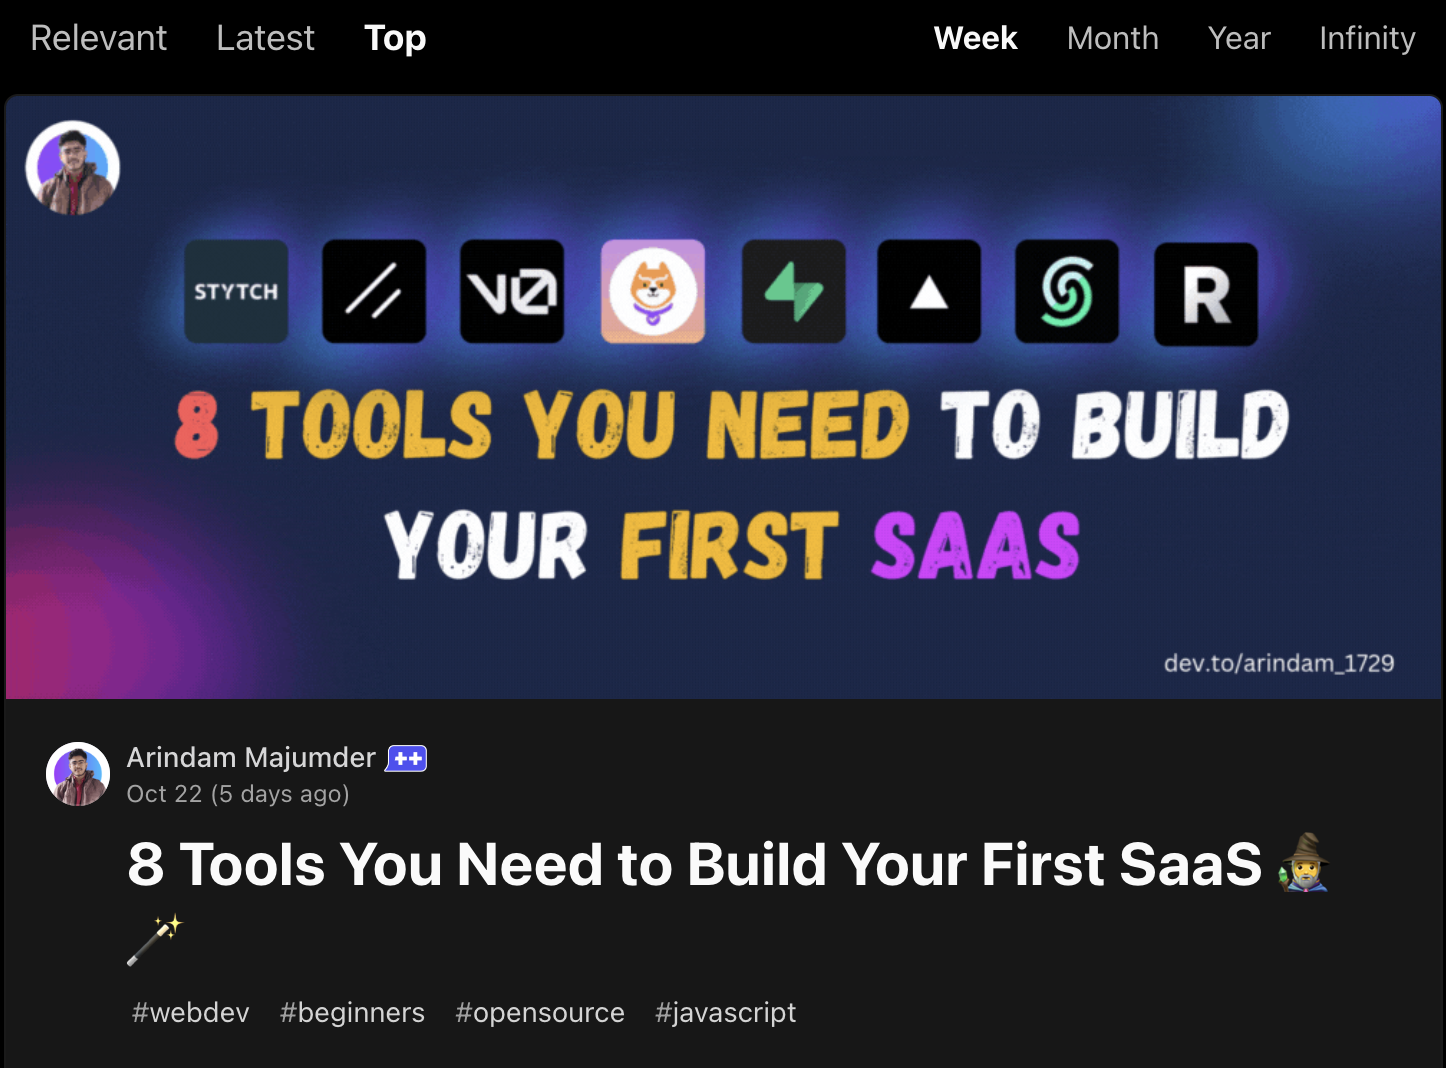 Relevant Latest Top Week Month Year Infinity
STYTCH v0 R
8 TOOLS YOU NEED TO BUILD
YOUR FIRST SAAS
dev.to/arindam_1729
Arindam Majumder ++
Oct 22 (5 days ago)
8 Tools You Need to Build Your First SaaS 🧙‍♂️
🪄
#webdev #beginners #opensource #javascript